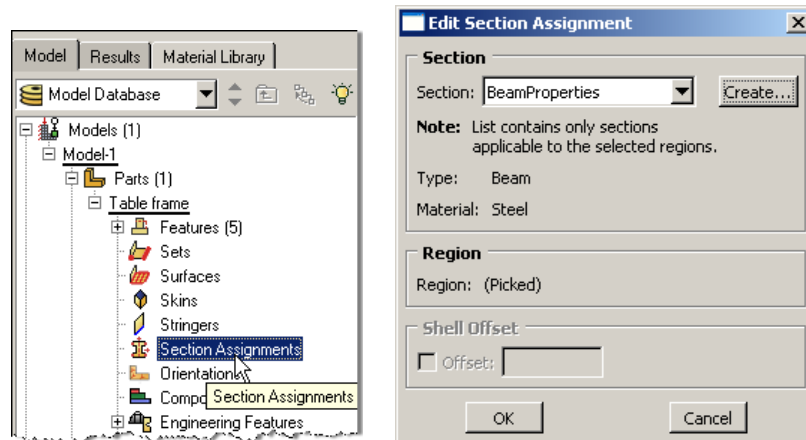 Model Results Material Library
Model Database
Models (1)
Model-1
Parts (1)
Table frame
Features (5)
Sets
Surfaces
Skins
Stringers
Section Assignments
Section Assignments
Engineering Features
Edit Section Assignment
Section
Section: BeamProperties Create...
Note: List contains only sections
applicable to the selected regions.
Type: Beam
Material: Steel
Region
Region: (Picked)
Shell Offset
Offset:
OK Cancel